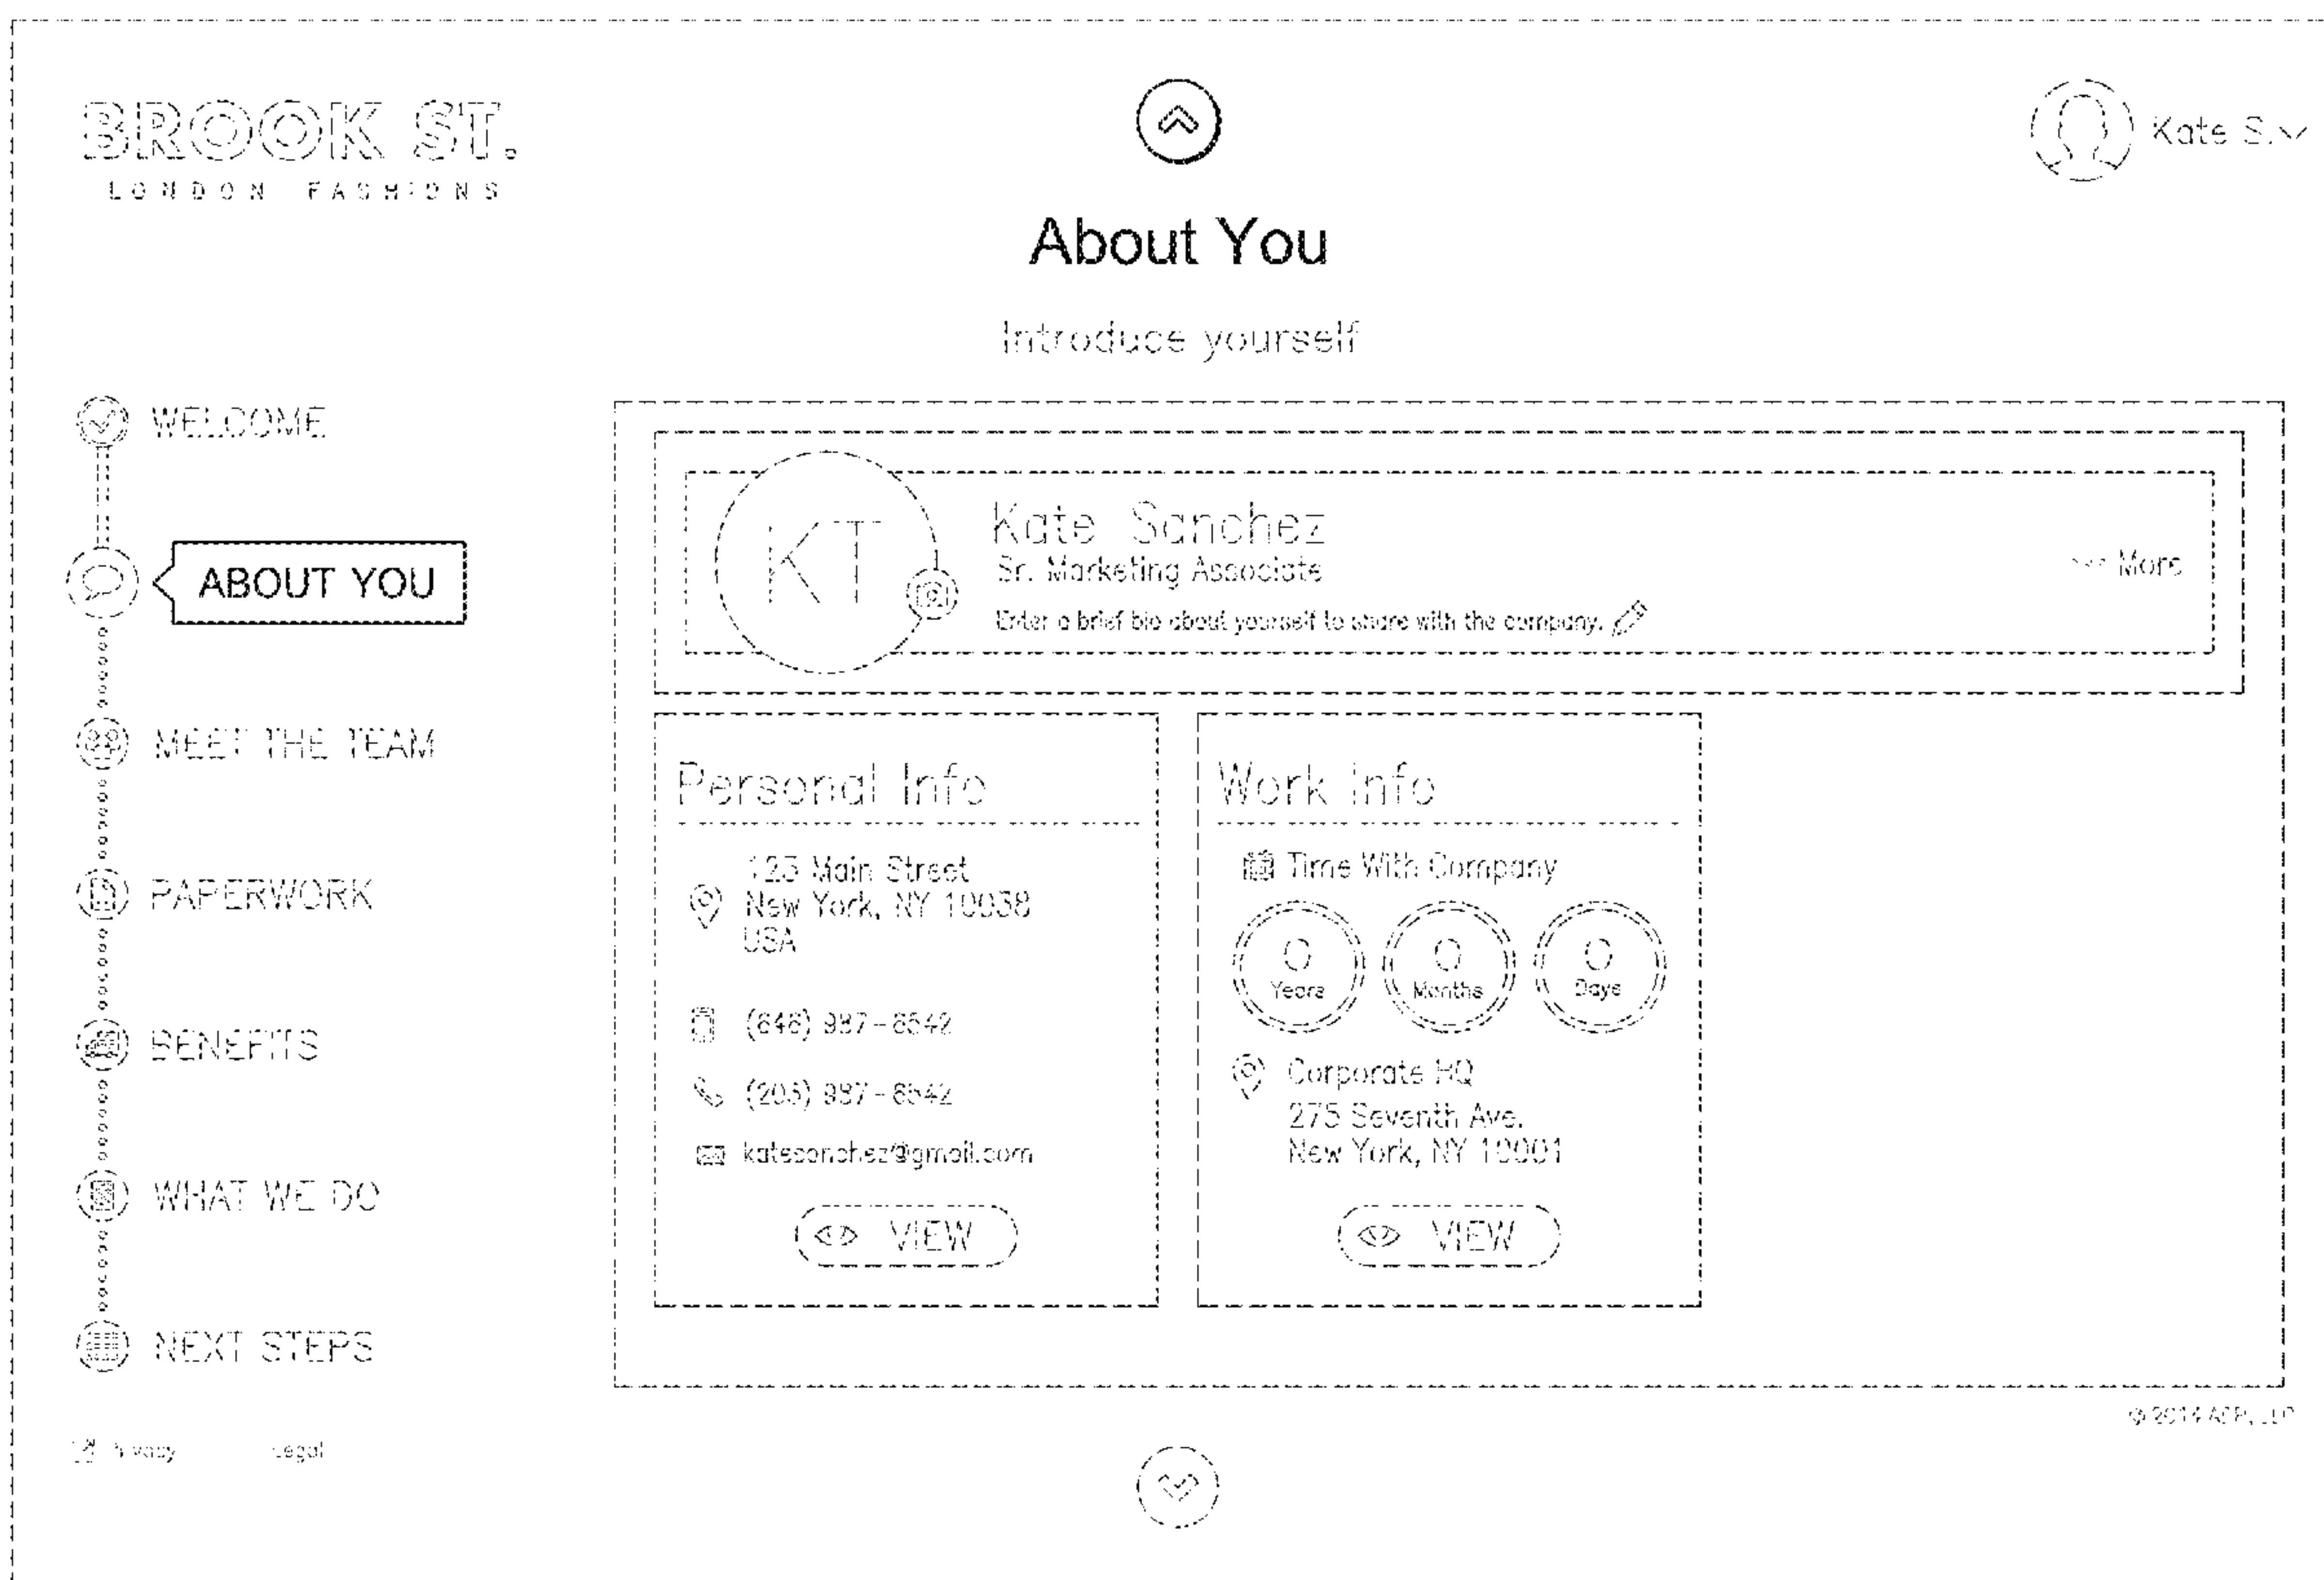 BROOK ST.
LONDON FASHIONS
Kate S.
About You
Introduce yourself
WELCOME
ABOUT YOU
MEET THE TEAM
PAPERWORK
BENEFITS
WHAT WE DO
NEXT STEPS
KT
Kate Sanchez
Sr. Marketing Associate
Enter a brief bio about yourself to share with the company.
More
Personal Info
123 Main Street
New York, NY 10038
USA
(646) 987-6542
(203) 987-6542
katesanchez@gmail.com
VIEW
Work Info
Time With Company
0 Years
0 Months
0 Days
Corporate HQ
275 Seventh Ave.
New York, NY 10001
VIEW
Privacy
Legal
© 2014 ADP, LLC